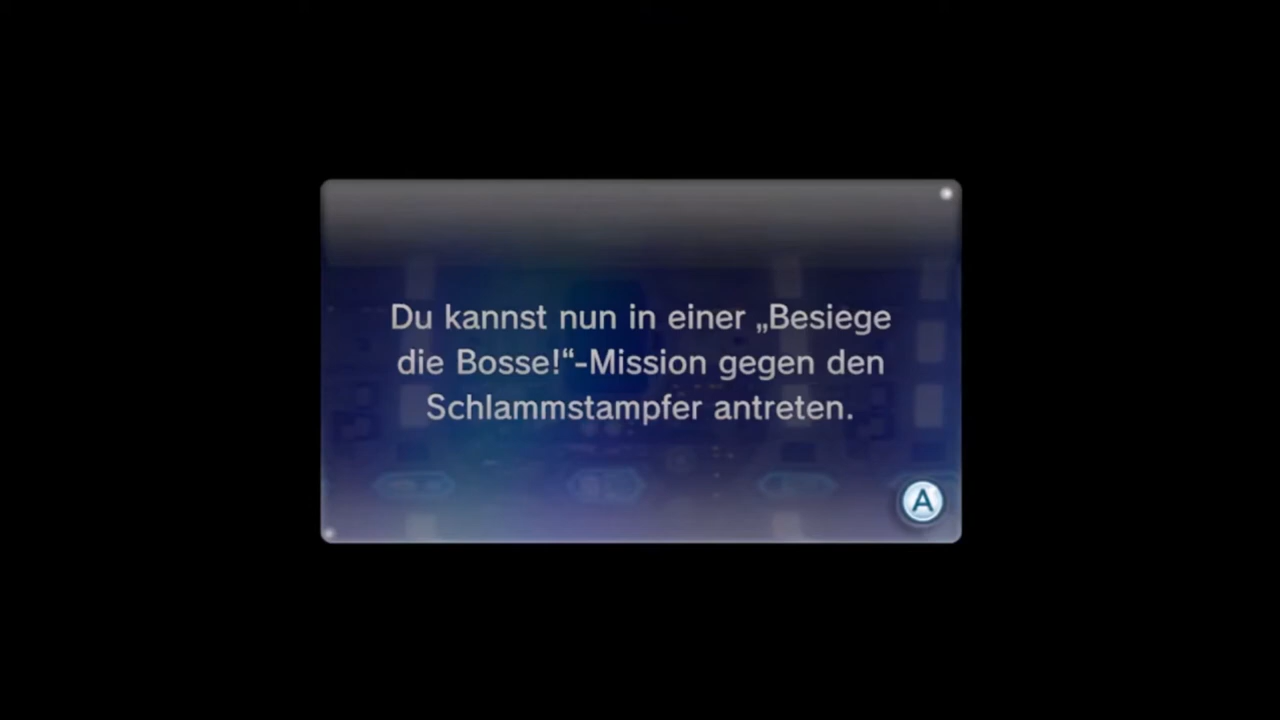 Du kannst nun in einer „Besiege
die Bosse!“-Mission gegen den
Schlammstampfer antreten.
A